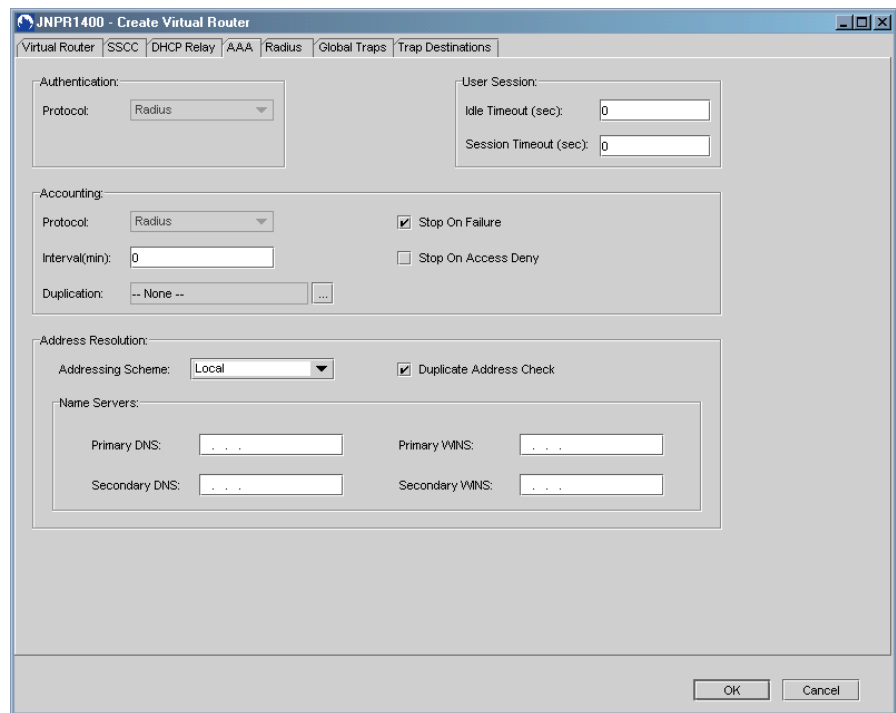 JNPR1400 - Create Virtual Router
Virtual Router SSCC DHCP Relay AAA Radius Global Traps Trap Destinations
Authentication:
Protocol: Radius
User Session:
Idle Timeout (sec): 0
Session Timeout (sec): 0
Accounting:
Protocol: Radius
Stop On Failure
Interval(min): 0
Stop On Access Deny
Duplication: -- None -- ...
Address Resolution:
Addressing Scheme: Local
Duplicate Address Check
Name Servers:
Primary DNS: . . .
Primary WINS: . . .
Secondary DNS: . . .
Secondary WINS: . . .
OK Cancel